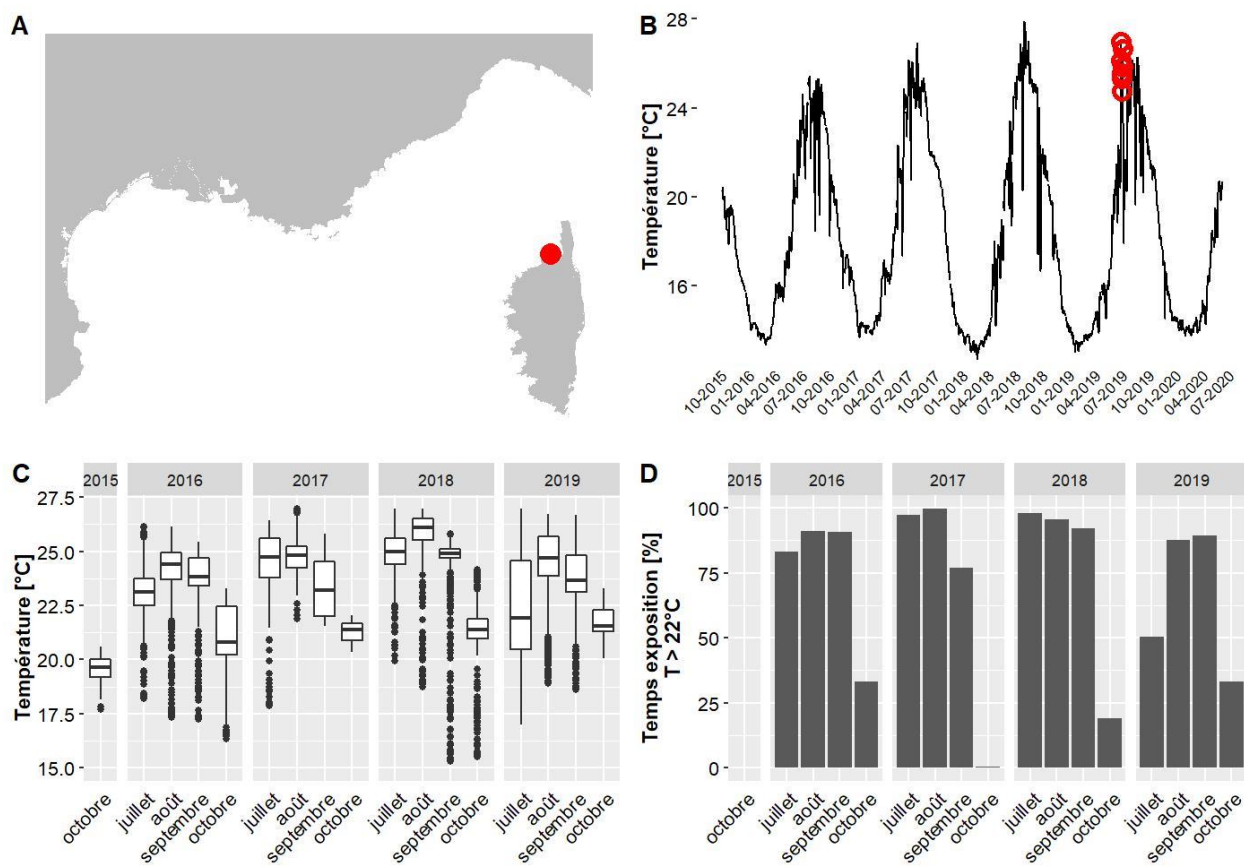 A
B
Température [°C]
28
24
20
16
10-2015
01-2016
04-2016
07-2016
10-2016
01-2017
04-2017
07-2017
10-2017
01-2018
04-2018
07-2018
10-2018
01-2019
04-2019
07-2019
10-2019
01-2020
04-2020
07-2020
C
2015
2016
2017
2018
2019
Température [°C]
27.5
25.0
22.5
20.0
17.5
15.0
octobre
juillet
août
septembre
octobre
juillet
août
septembre
octobre
juillet
août
septembre
octobre
juillet
août
septembre
octobre
D
2015
2016
2017
2018
2019
Temps exposition [%]
T > 22°C
100
75
50
25
0
octobre
juillet
août
septembre
octobre
juillet
août
septembre
octobre
juillet
août
septembre
octobre
juillet
août
septembre
octobre